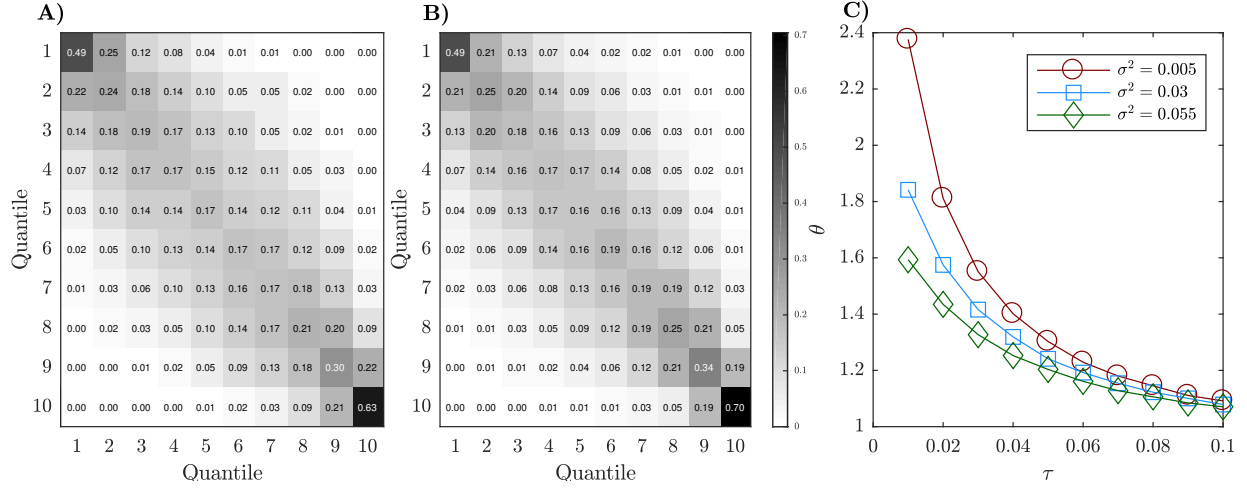 A)
B)
C)
Quantile
1 0.49 0.25 0.12 0.08 0.04 0.01 0.01 0.00 0.00 0.00
2 0.22 0.24 0.18 0.14 0.10 0.05 0.05 0.02 0.00 0.00
3 0.14 0.18 0.19 0.17 0.13 0.10 0.05 0.02 0.01 0.00
4 0.07 0.12 0.17 0.17 0.15 0.12 0.11 0.05 0.03 0.01
5 0.03 0.10 0.14 0.14 0.17 0.14 0.12 0.11 0.04 0.01
6 0.02 0.05 0.10 0.13 0.14 0.17 0.17 0.12 0.09 0.02
7 0.01 0.03 0.06 0.10 0.13 0.16 0.17 0.18 0.13 0.03
8 0.00 0.02 0.03 0.05 0.10 0.14 0.17 0.21 0.20 0.09
9 0.00 0.00 0.01 0.02 0.05 0.09 0.13 0.18 0.30 0.22
10 0.00 0.00 0.00 0.00 0.01 0.02 0.03 0.09 0.21 0.63
1 2 3 4 5 6 7 8 9 10
Quantile
Quantile
1 0.49 0.21 0.13 0.07 0.04 0.02 0.02 0.01 0.00 0.00
2 0.21 0.25 0.20 0.14 0.09 0.06 0.03 0.01 0.01 0.00
3 0.13 0.20 0.18 0.16 0.13 0.09 0.06 0.03 0.01 0.00
4 0.07 0.14 0.16 0.17 0.17 0.14 0.08 0.05 0.02 0.01
5 0.04 0.09 0.13 0.17 0.16 0.16 0.13 0.09 0.04 0.01
6 0.02 0.06 0.09 0.14 0.16 0.19 0.16 0.12 0.06 0.01
7 0.02 0.03 0.06 0.08 0.13 0.16 0.19 0.19 0.12 0.03
8 0.01 0.01 0.03 0.05 0.09 0.12 0.19 0.25 0.21 0.05
9 0.00 0.01 0.01 0.02 0.04 0.06 0.12 0.21 0.34 0.19
10 0.00 0.00 0.00 0.00 0.01 0.01 0.03 0.05 0.19 0.70
1 2 3 4 5 6 7 8 9 10
Quantile
0.7
0.6
0.5
0.4
0.3
0.2
0.1
0
θ
2.4
2.2
2
1.8
1.6
1.4
1.2
1
σ² = 0.005
σ² = 0.03
σ² = 0.055
0 0.02 0.04 0.06 0.08 0.1
τ